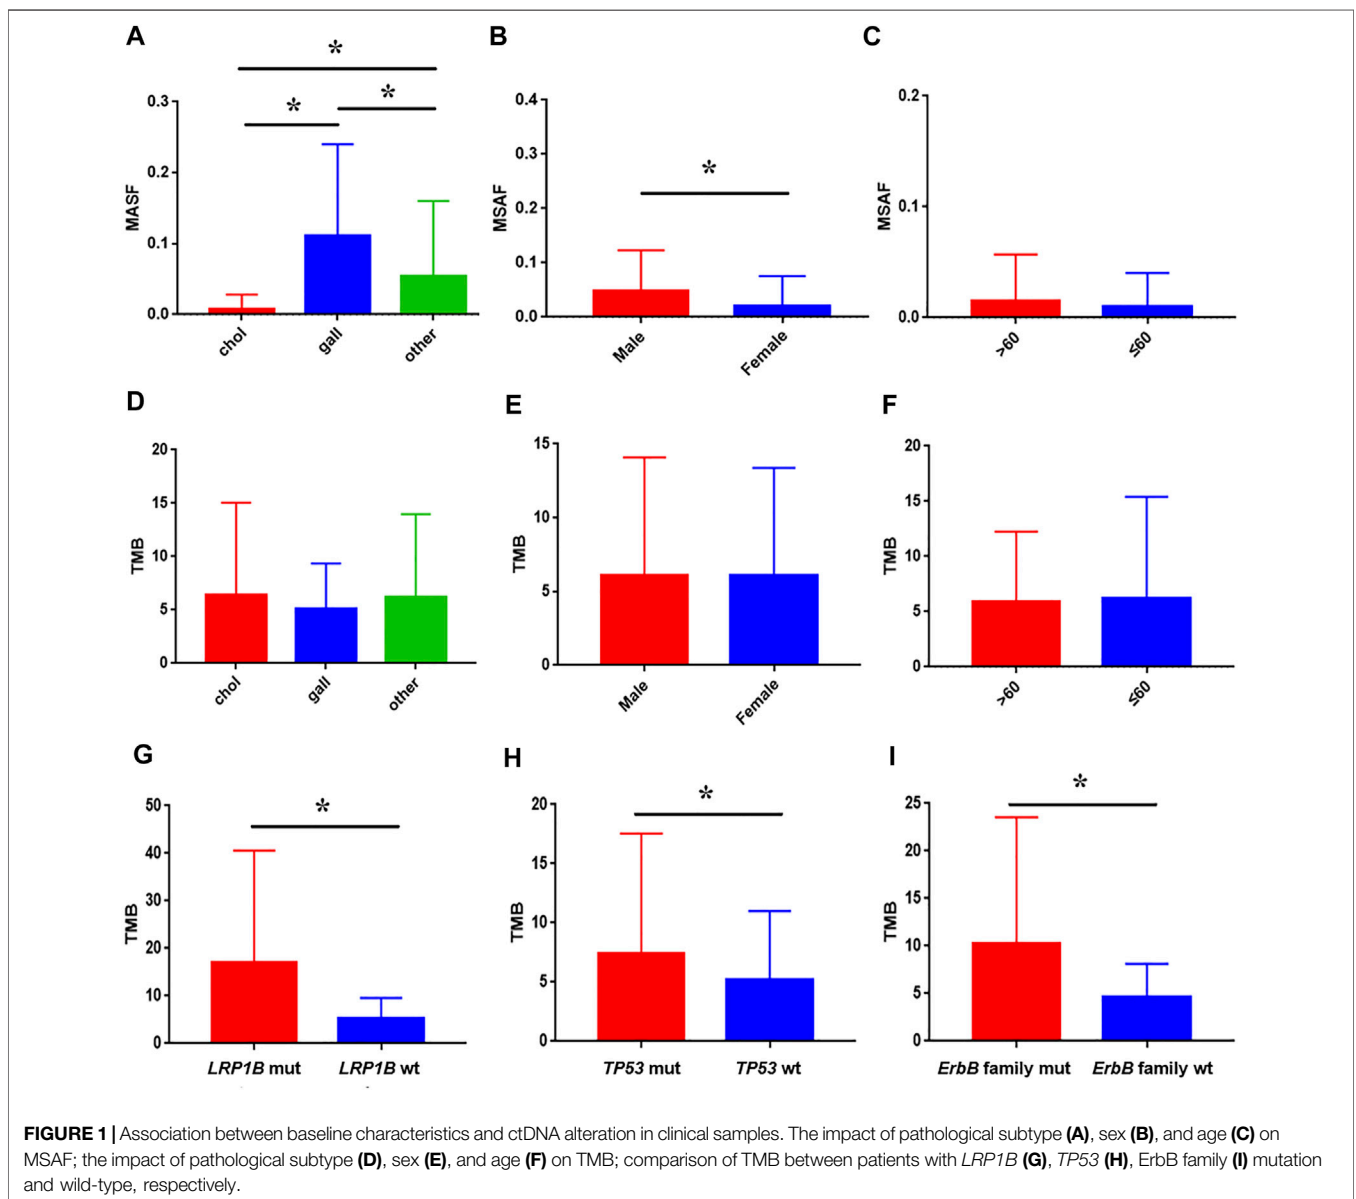 A
B
C
*
*
*
*
0.3
0.2
0.1
0.0
MASF
chol
gall
other
0.4
0.3
0.2
0.1
0.0
MSAF
Male
Female
0.2
0.1
0.0
MSAF
>60
≤60
D
E
F
20
15
10
5
0
TMB
chol
gall
other
15
10
5
0
TMB
Male
Female
20
15
10
5
0
TMB
>60
≤60
G
H
I
*
*
*
50
40
30
20
10
0
TMB
LRP1B mut
LRP1B wt
20
15
10
5
0
TMB
TP53 mut
TP53 wt
25
20
15
10
5
0
TMB
ErbB family mut
ErbB family wt
FIGURE 1 | Association between baseline characteristics and ctDNA alteration in clinical samples. The impact of pathological subtype (A), sex (B), and age (C) on
MSAF; the impact of pathological subtype (D), sex (E), and age (F) on TMB; comparison of TMB between patients with LRP1B (G), TP53 (H), ErbB family (I) mutation
and wild-type, respectively.